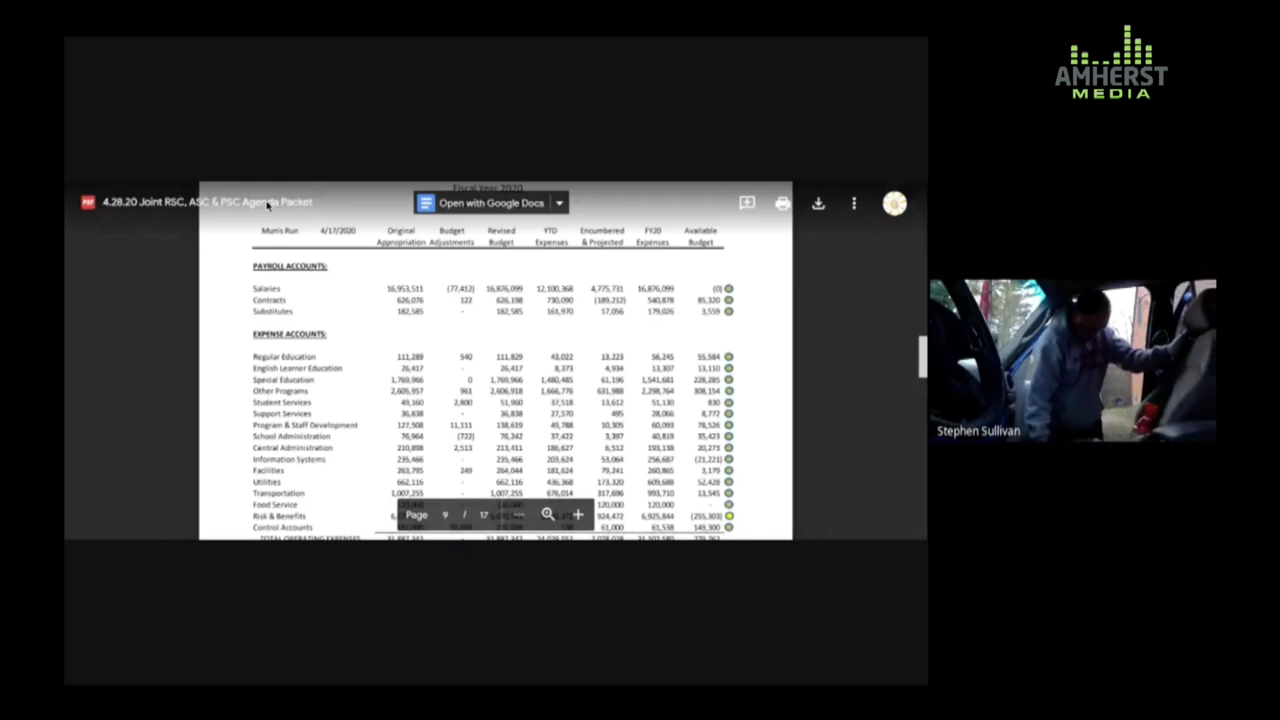 AMHERST
MEDIA
Fiscal Year 2020
4.28.20 Joint RSC, ASC & PSC Agenda Packet
Open with Google Docs
Munis Run 4/17/2020 Original Budget Revised YTD Encumbered FY20 Available
Appropriation Adjustments Budget Expenses & Projected Expenses Budget
PAYROLL ACCOUNTS:
Salaries 16,953,511 (77,412) 16,876,099 12,100,368 4,775,731 16,876,099 (0)
Contracts 626,076 122 626,198 730,090 (189,212) 540,878 85,320
Substitutes 182,585 - 182,585 161,970 17,056 179,026 3,559
EXPENSE ACCOUNTS:
Regular Education 111,289 540 111,829 43,022 13,223 56,245 55,584
English Learner Education 26,417 - 26,417 8,373 4,934 13,307 13,110
Special Education 1,769,966 0 1,769,966 1,480,485 61,196 1,541,681 228,285
Other Programs 2,605,957 961 2,606,918 1,666,776 631,988 2,298,764 308,154
Student Services 49,160 2,800 51,960 37,518 13,612 51,130 830
Support Services 36,838 - 36,838 27,570 495 28,066 8,772
Program & Staff Development 127,508 11,111 138,619 49,788 10,305 60,093 78,526
School Administration 76,964 (722) 76,242 37,422 3,397 40,819 35,423
Central Administration 210,898 2,513 213,411 186,627 6,512 193,138 20,273
Information Systems 235,466 - 235,466 203,624 53,064 256,687 (21,221)
Facilities 263,795 249 264,044 181,624 79,241 260,865 3,179
Utilities 662,116 - 662,116 436,368 173,320 609,688 52,428
Transportation 1,007,255 - 1,007,255 676,014 317,696 993,710 13,545
Food Service 120,000 120,000 -
Risk & Benefits 924,472 6,925,844 (255,303)
Control Accounts 61,000 61,538 149,300
TOTAL OPERATING EXPENSES
Page 9 / 17
Stephen Sullivan